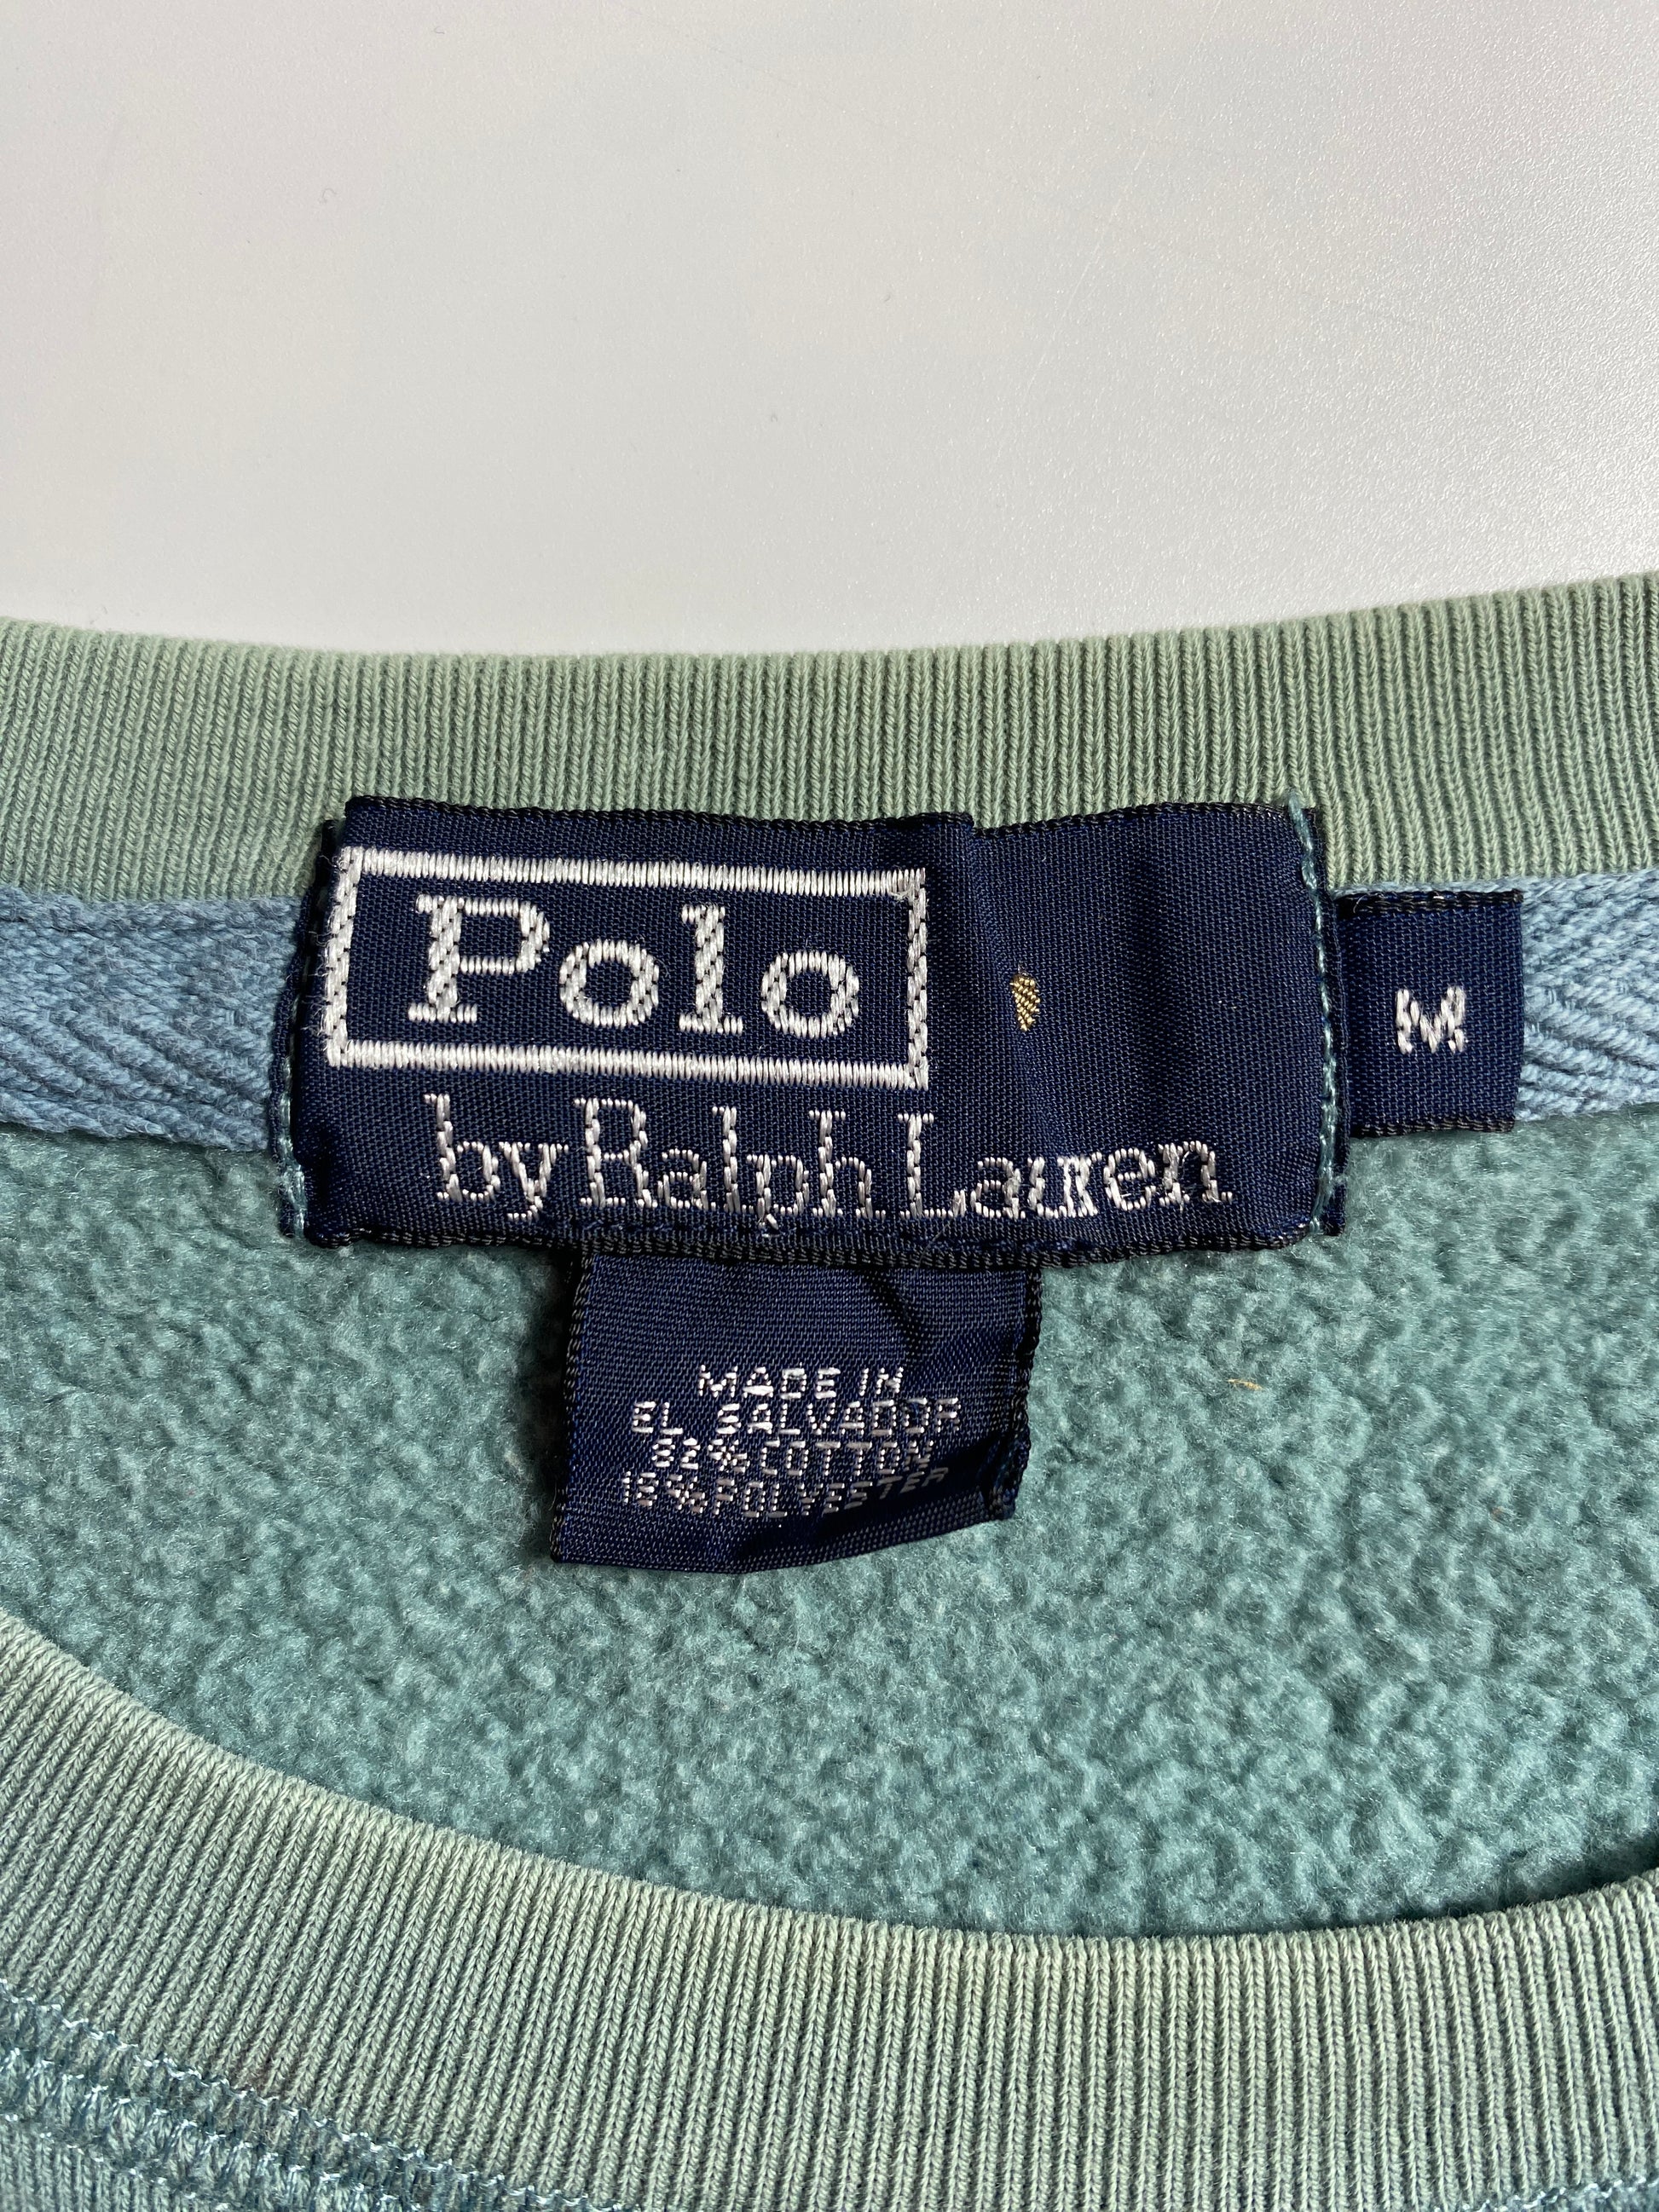 Polo
by Ralph Lauren
M
MADE IN
EL SALVADOR
82% COTTON
18% POLYESTER